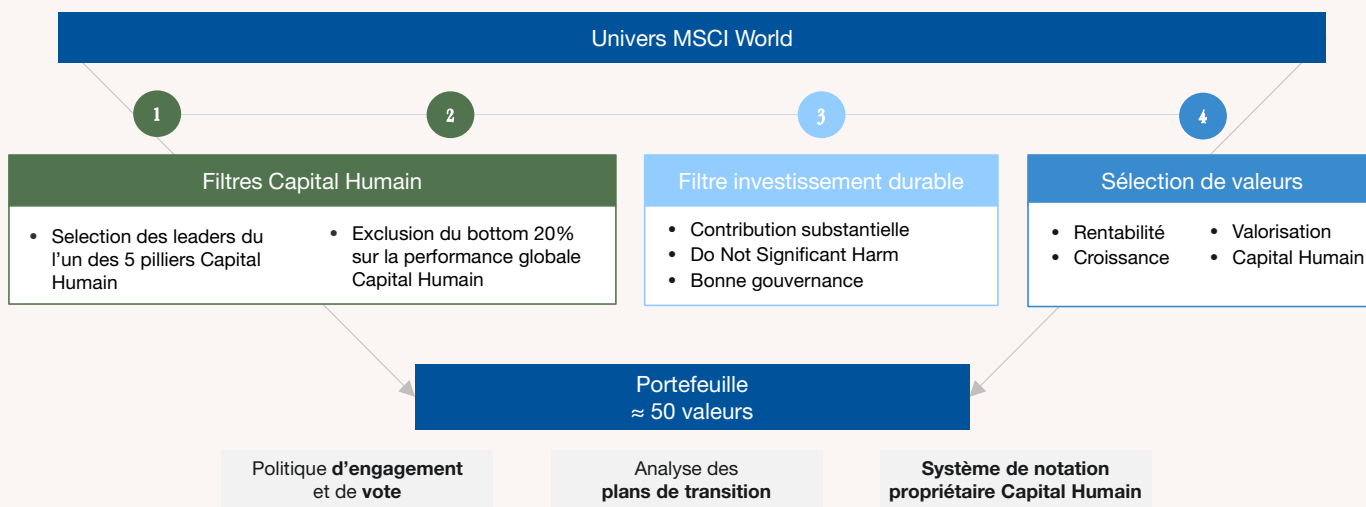 Univers MSCI World
1
2
3
4
Filtres Capital Humain
• Selection des leaders du
l'un des 5 pilliers Capital
Humain
• Exclusion du bottom 20%
sur la performance globale
Capital Humain
Filtre investissement durable
• Contribution substantielle
• Do Not Significant Harm
• Bonne gouvernance
Sélection de valeurs
• Rentabilité
• Croissance
• Valorisation
• Capital Humain
Portefeuille
≈ 50 valeurs
Politique d'engagement
et de vote
Analyse des
plans de transition
Système de notation
propriétaire Capital Humain